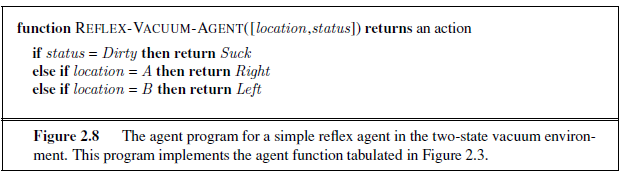 function REFLEX-VACUUM-AGENT([location,status]) returns an action
if status = Dirty then return Suck
else if location = A then return Right
else if location = B then return Left
Figure 2.8 The agent program for a simple reflex agent in the two-state vacuum environ-
ment. This program implements the agent function tabulated in Figure 2.3.